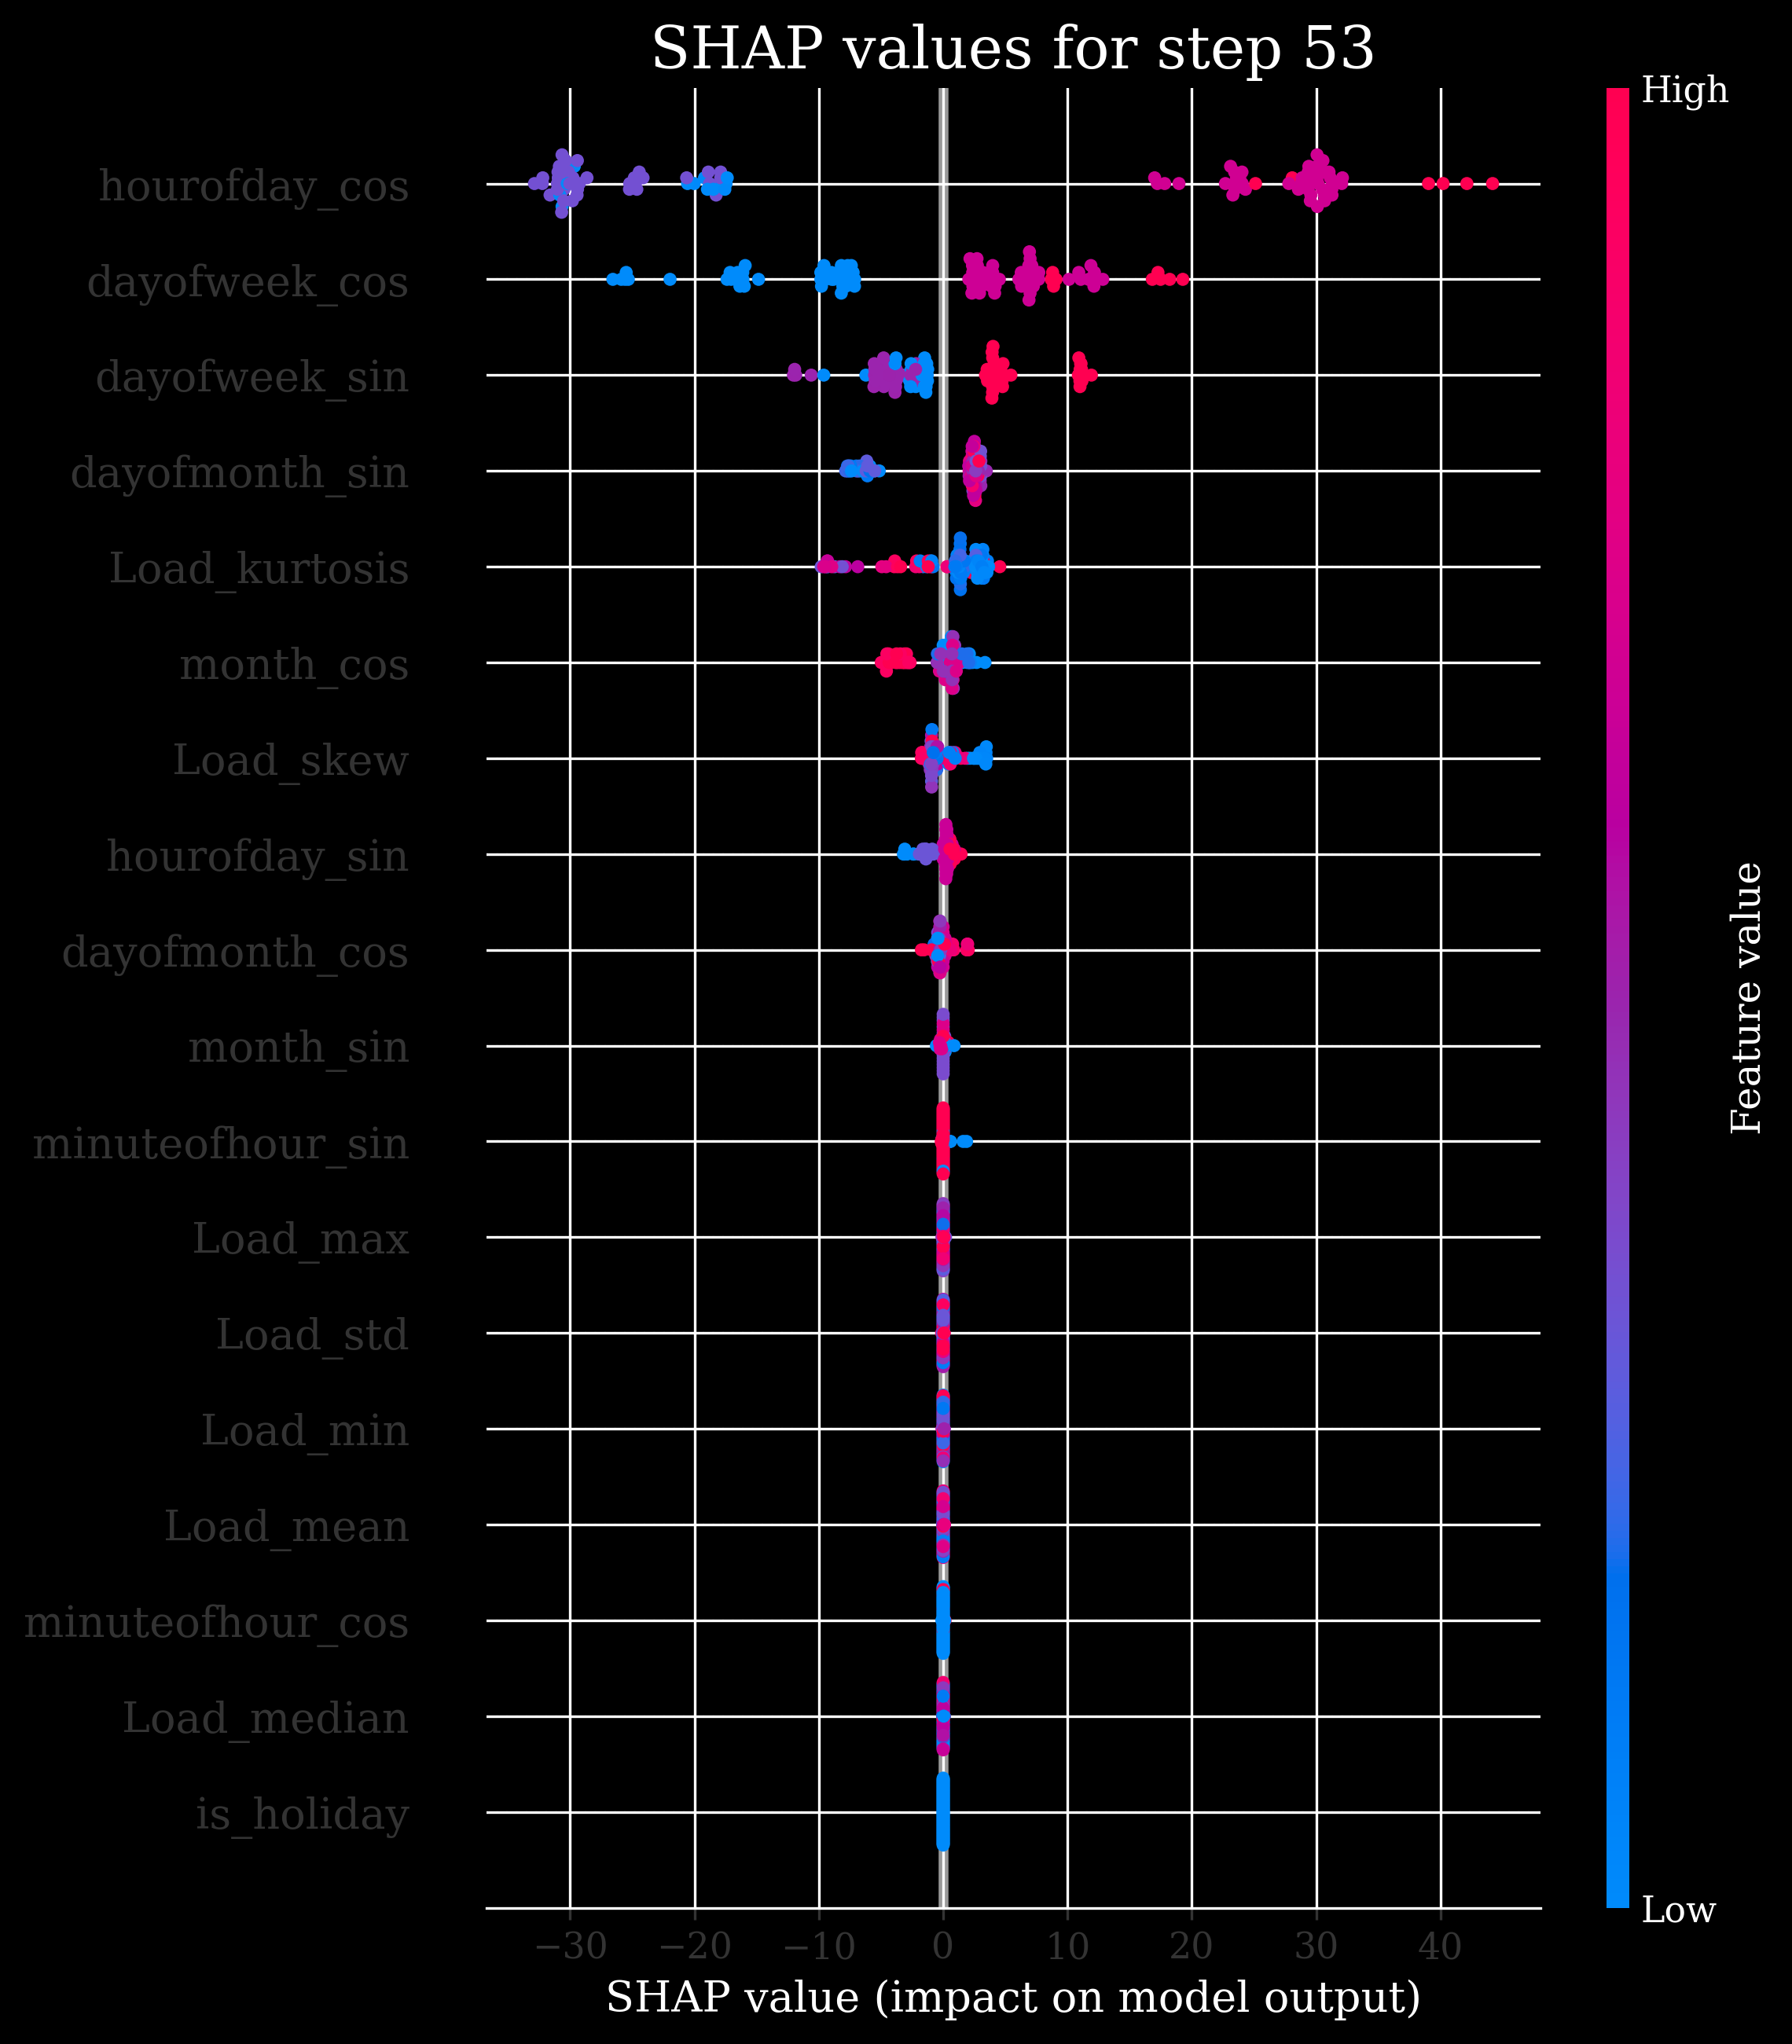 SHAP values for step 53
High
hourofday_cos
dayofweek_cos
dayofweek_sin
dayofmonth_sin
Load_kurtosis
month_cos
Load_skew
hourofday_sin
dayofmonth_cos
month_sin
minuteofhour_sin
Load_max
Load_std
Load_min
Load_mean
minuteofhour_cos
Load_median
is_holiday
Feature value
Low
−30 −20 −10 0 10 20 30 40
SHAP value (impact on model output)